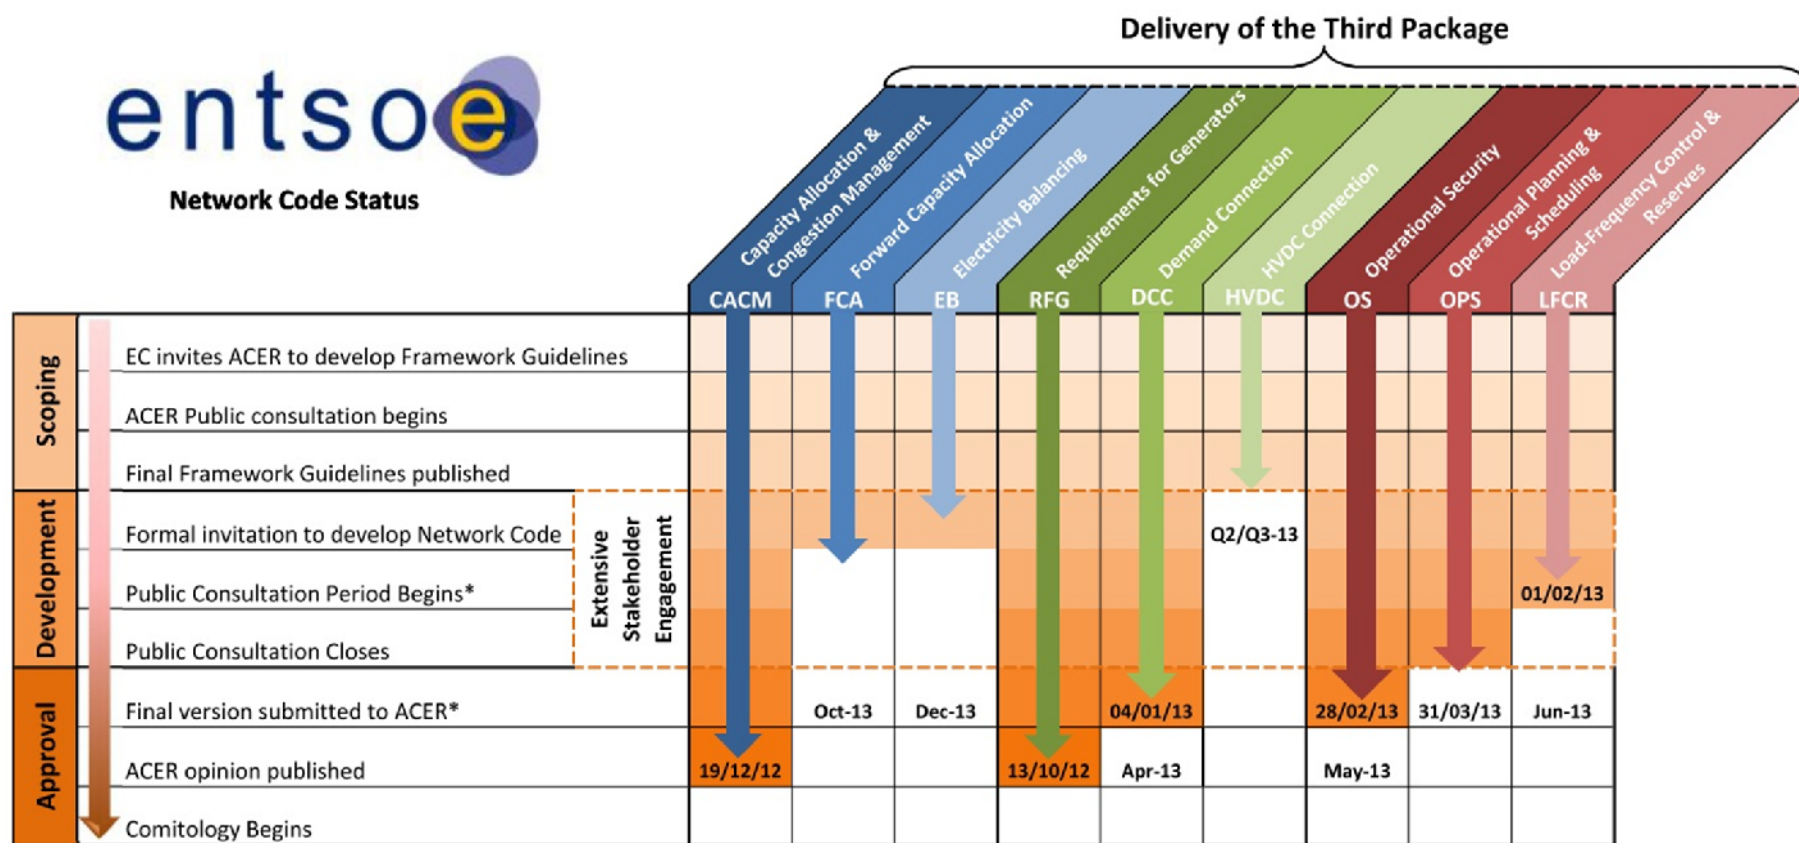 Delivery of the Third Package
entsoe
Network Code Status
Capacity Allocation &
Congestion Management
Forward Capacity Allocation
Electricity Balancing
Requirements for Generators
Demand Connection
HVDC Connection
Operational Security
Operational Planning &
Scheduling
Load-Frequency Control &
Reserves
CACM FCA EB RFG DCC HVDC OS OPS LFCR
Scoping
EC invites ACER to develop Framework Guidelines
ACER Public consultation begins
Final Framework Guidelines published
Development
Formal invitation to develop Network Code Q2/Q3-13
Public Consultation Period Begins* 01/02/13
Public Consultation Closes
Extensive
Stakeholder
Engagement
Approval
Final version submitted to ACER* Oct-13 Dec-13 04/01/13 28/02/13 31/03/13 Jun-13
ACER opinion published 19/12/12 13/10/12 Apr-13 May-13
Comitology Begins